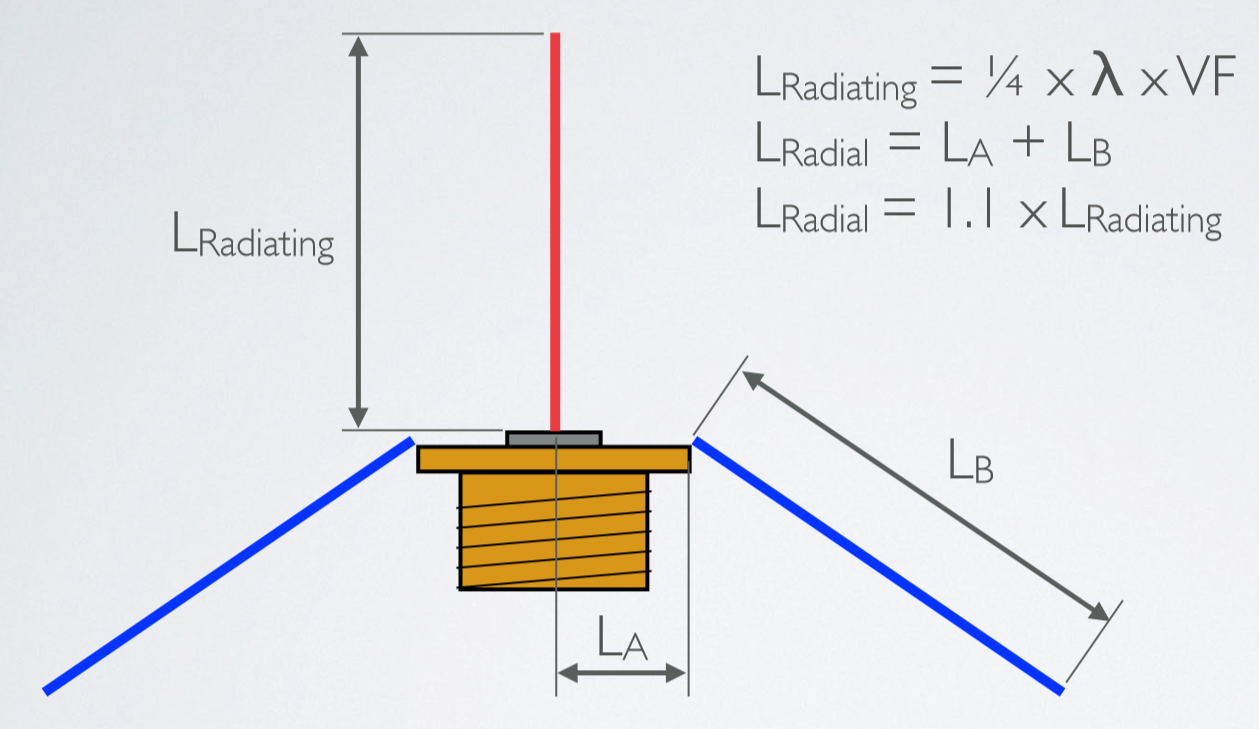 LRadiating = ¼ x λ x VF
LRadial = LA + LB
LRadial = 1.1 x LRadiating
LRadiating
LB
LA